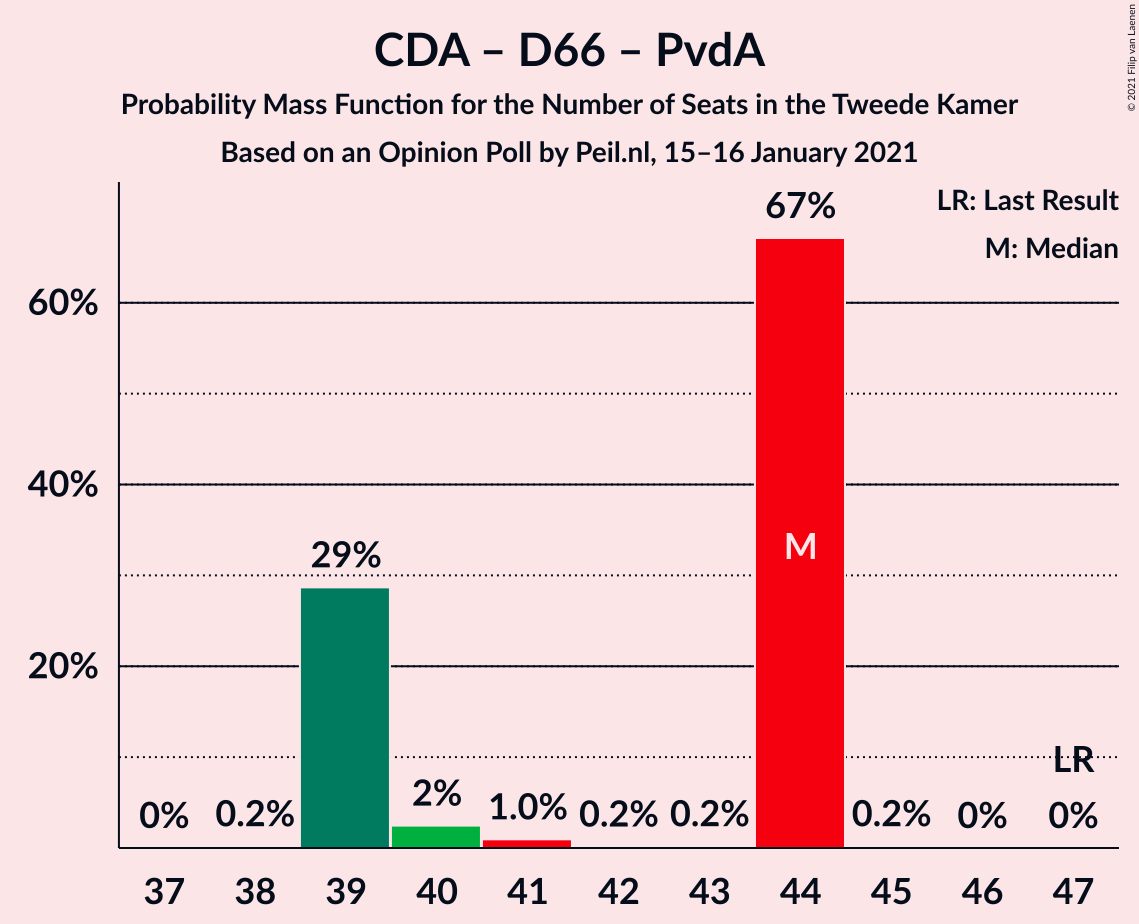 CDA – D66 – PvdA
Probability Mass Function for the Number of Seats in the Tweede Kamer
Based on an Opinion Poll by Peil.nl, 15–16 January 2021
© 2021 Filip van Laenen
LR: Last Result
M: Median
67%
60%
40%
20%
29%
M
LR
0%
0.2%
2%
1.0%
0.2%
0.2%
0.2%
0%
0%
37 38 39 40 41 42 43 44 45 46 47